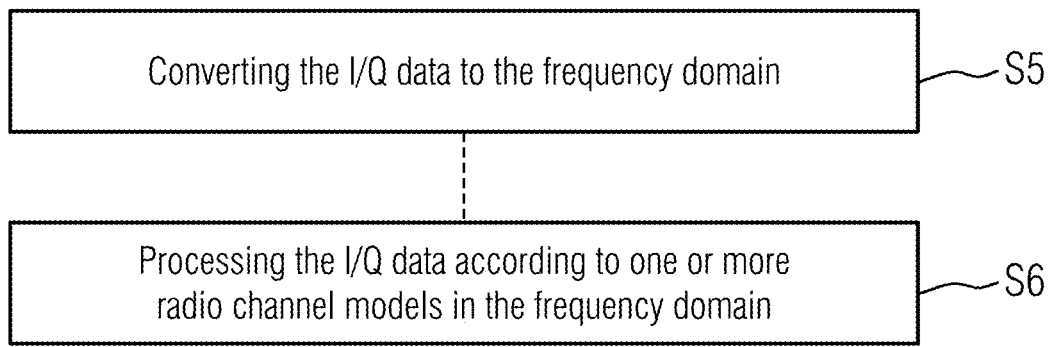 Converting the I/Q data to the frequency domain
S5
Processing the I/Q data according to one or more
radio channel models in the frequency domain
S6